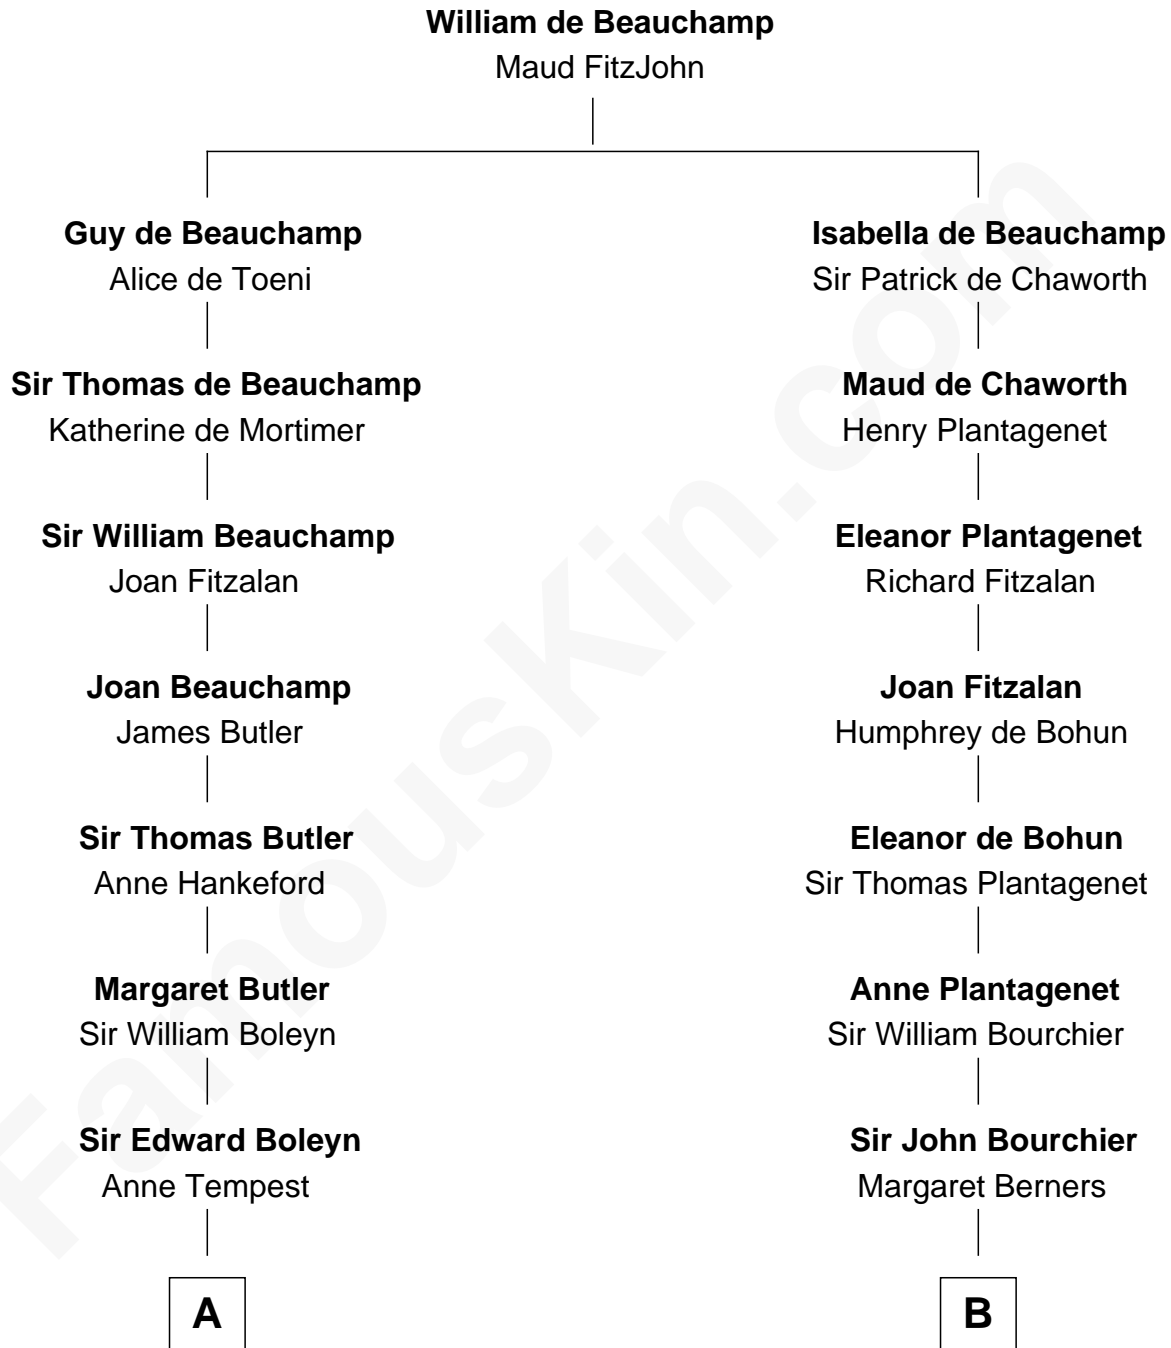 William de Beauchamp
Maud FitzJohn
Guy de Beauchamp
Alice de Toeni
Isabella de Beauchamp
Sir Patrick de Chaworth
Sir Thomas de Beauchamp
Katherine de Mortimer
Maud de Chaworth
Henry Plantagenet
Sir William Beauchamp
Joan Fitzalan
Eleanor Plantagenet
Richard Fitzalan
Joan Beauchamp
James Butler
Joan Fitzalan
Humphrey de Bohun
Sir Thomas Butler
Anne Hankeford
Eleanor de Bohun
Sir Thomas Plantagenet
Margaret Butler
Sir William Boleyn
Anne Plantagenet
Sir William Bourchier
Sir Edward Boleyn
Anne Tempest
Sir John Bourchier
Margaret Berners
A
B
FamousKin.com